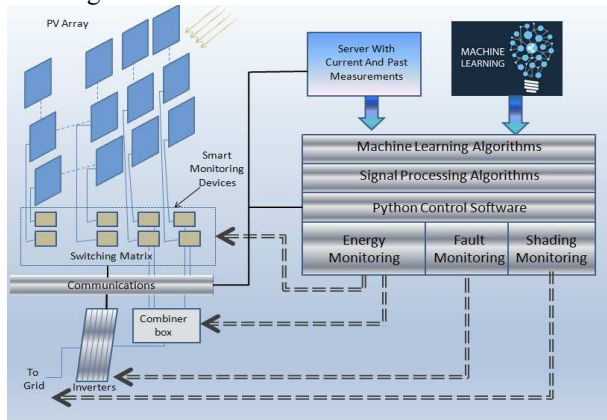 PV Array
Server With
Current And Past
Measurements
MACHINE
LEARNING
Machine Learning Algorithms
Signal Processing Algorithms
Python Control Software
Energy
Monitoring
Fault
Monitoring
Shading
Monitoring
Smart
Monitoring
Devices
Switching Matrix
Communications
Combiner
box
To
Grid
Inverters